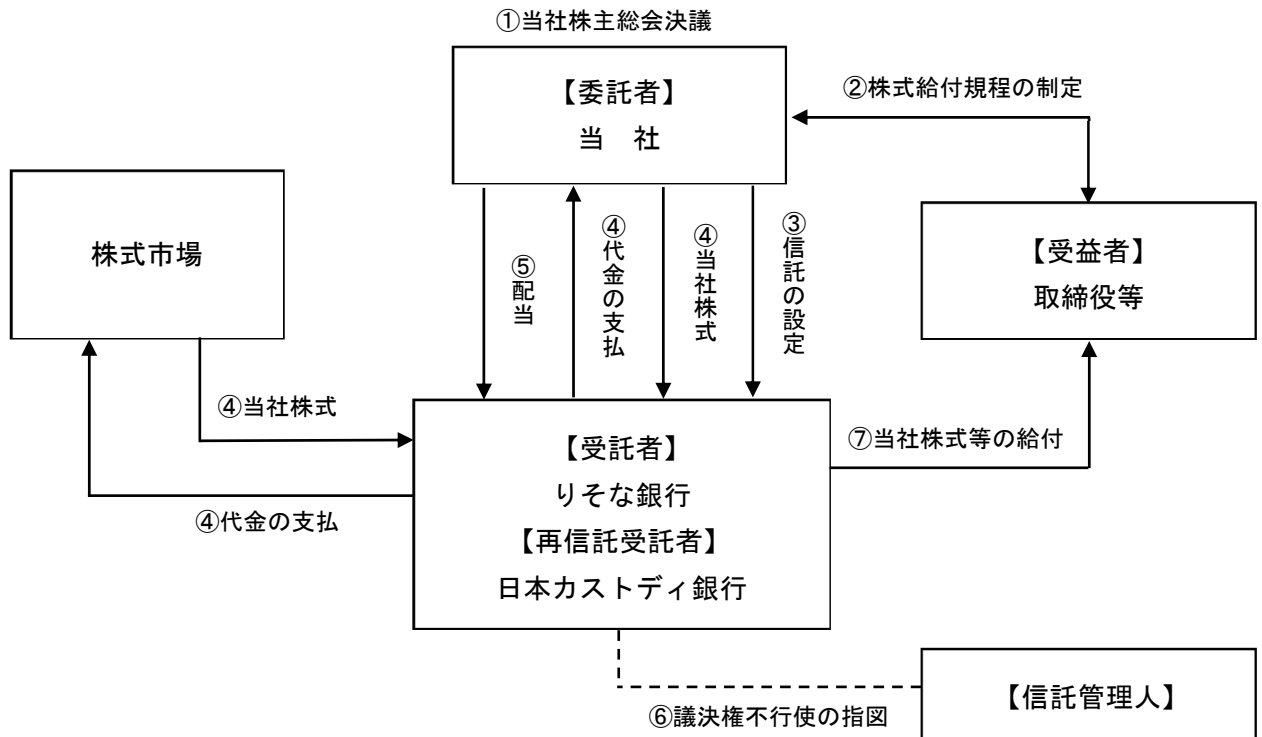 ①当社株主総会決議
【委託者】
当　社
②株式給付規程の制定
株式市場
【受益者】
取締役等
⑤配当
④代金の支払
④当社株式
③信託の設定
④当社株式
④代金の支払
【受託者】
りそな銀行
【再信託受託者】
日本カストディ銀行
⑦当社株式等の給付
⑥議決権不行使の指図
【信託管理人】